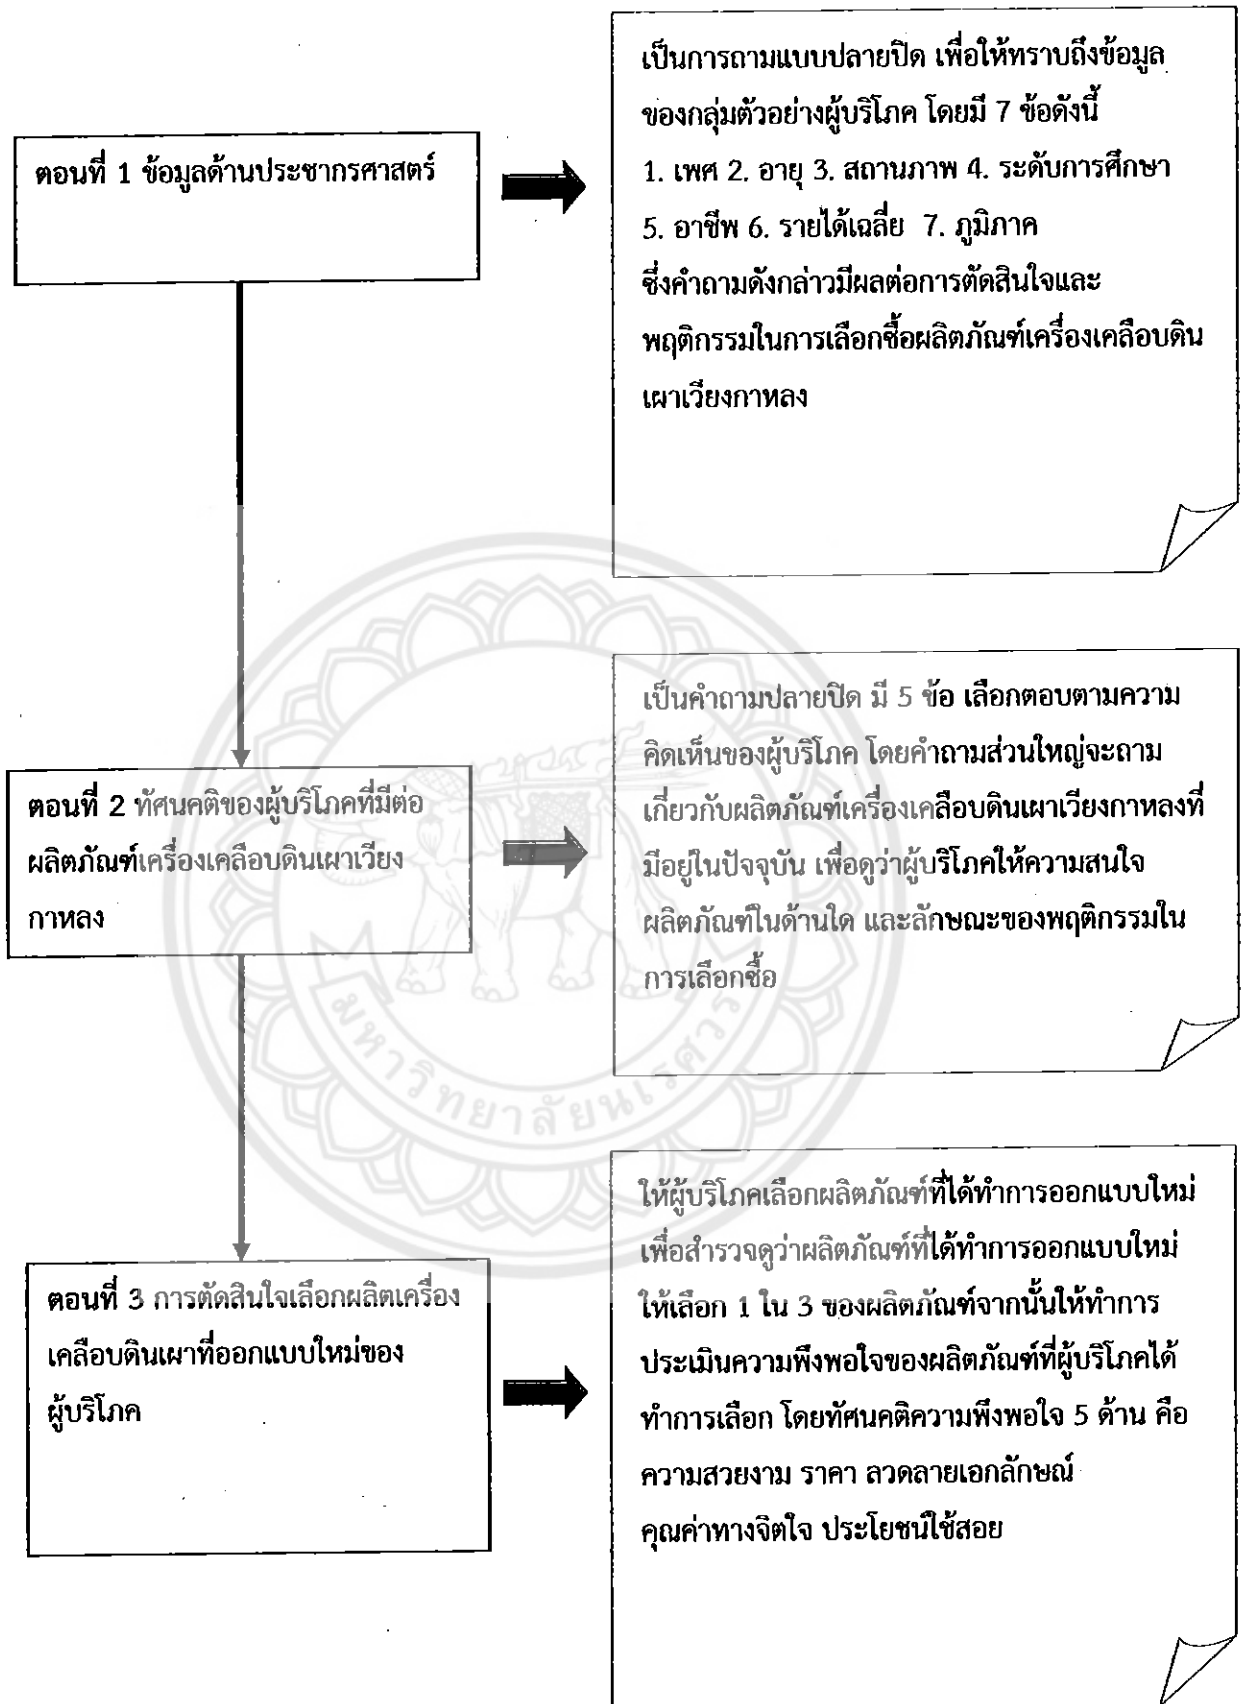 ตอนที่ 1 ข้อมูลด้านประชากรศาสตร์
เป็นการถามแบบปลายปิด เพื่อให้ทราบถึงข้อมูล
ของกลุ่มตัวอย่างผู้บริโภค โดยมี 7 ข้อดังนี้
1. เพศ 2. อายุ 3. สถานภาพ 4. ระดับการศึกษา
5. อาชีพ 6. รายได้เฉลี่ย 7. ภูมิภาค
ซึ่งคำถามดังกล่าวมีผลต่อการตัดสินใจและ
พฤติกรรมในการเลือกซื้อผลิตภัณฑ์เครื่องเคลือบดิน
เผาเวียงกาหลง
ตอนที่ 2 ทัศนคติของผู้บริโภคที่มีต่อ
ผลิตภัณฑ์เครื่องเคลือบดินเผาเวียง
กาหลง
เป็นคำถามปลายปิด มี 5 ข้อ เลือกตอบตามความ
คิดเห็นของผู้บริโภค โดยคำถามส่วนใหญ่จะถาม
เกี่ยวกับผลิตภัณฑ์เครื่องเคลือบดินเผาเวียงกาหลงที่
มีอยู่ในปัจจุบัน เพื่อดูว่าผู้บริโภคให้ความสนใจ
ผลิตภัณฑ์ในด้านใด และลักษณะของพฤติกรรมใน
การเลือกซื้อ
มหาวิทยาลัยนเรศวร
ตอนที่ 3 การตัดสินใจเลือกผลิตเครื่อง
เคลือบดินเผาที่ออกแบบใหม่ของ
ผู้บริโภค
ให้ผู้บริโภคเลือกผลิตภัณฑ์ที่ได้ทำการออกแบบใหม่
เพื่อสำรวจดูว่าผลิตภัณฑ์ที่ได้ทำการออกแบบใหม่
ให้เลือก 1 ใน 3 ของผลิตภัณฑ์จากนั้นให้ทำการ
ประเมินความพึงพอใจของผลิตภัณฑ์ที่ผู้บริโภคได้
ทำการเลือก โดยทัศนคติความพึงพอใจ 5 ด้าน คือ
ความสวยงาม ราคา ลวดลายเอกลักษณ์
คุณค่าทางจิตใจ ประโยชน์ใช้สอย